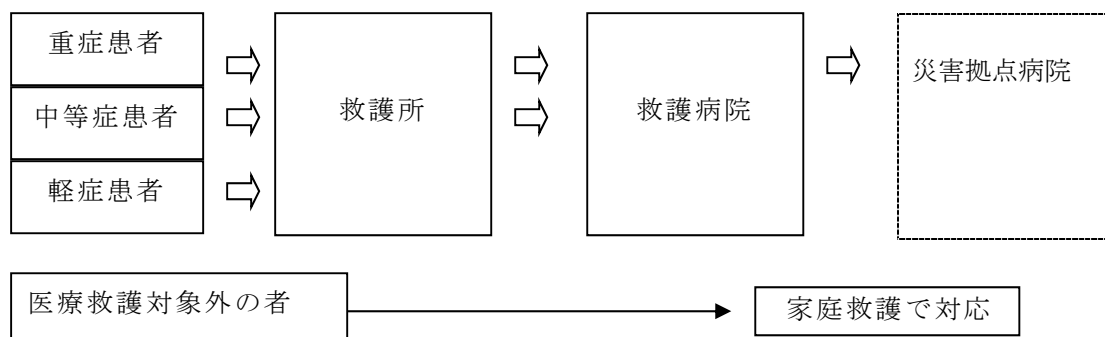 重症患者
中等症患者
軽症患者
救護所
救護病院
災害拠点病院
医療救護対象外の者
家庭救護で対応